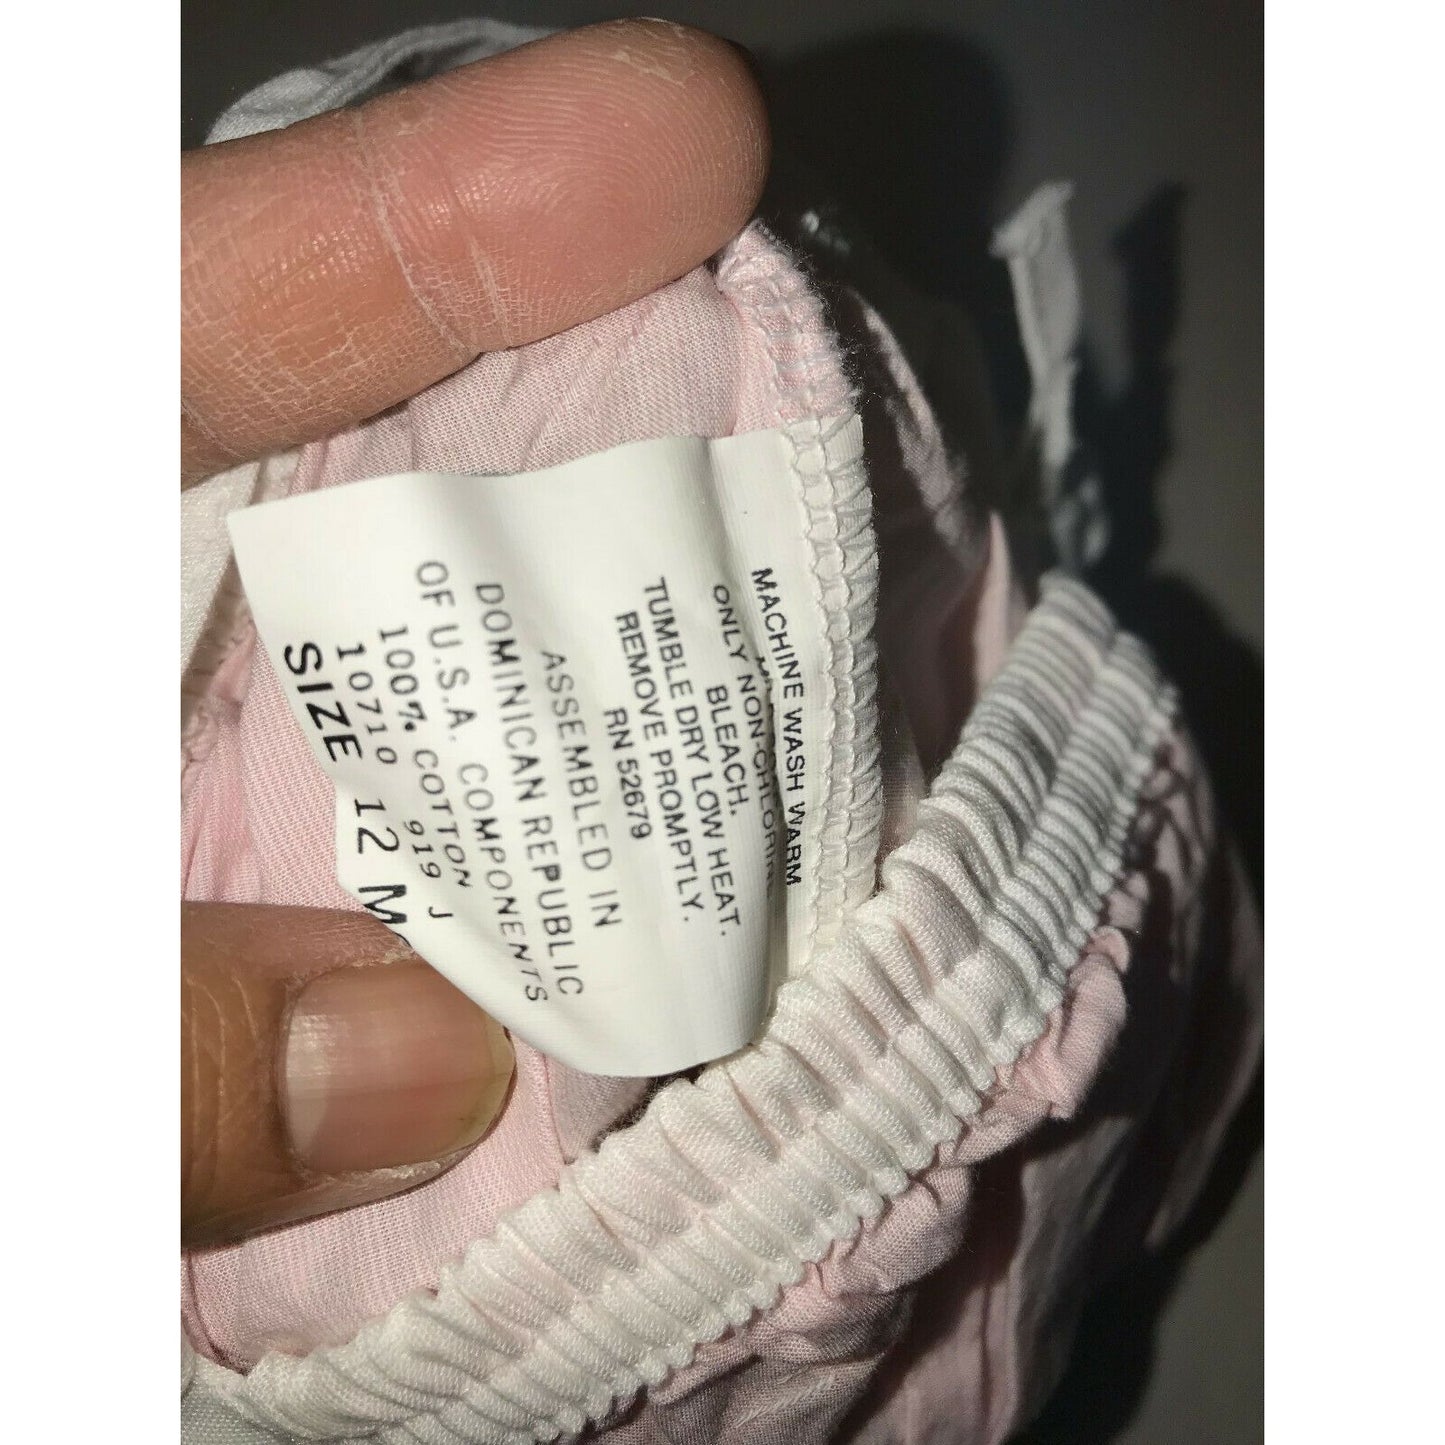 MACHINE WASH WARM
ONLY NON-CHLORINE
BLEACH.
TUMBLE DRY LOW HEAT.
REMOVE PROMPTLY.
RN 52679
ASSEMBLED IN
DOMINICAN REPUBLIC
OF U.S.A. COMPONENTS
100% COTTON
10710 919 J
SIZE 12 M